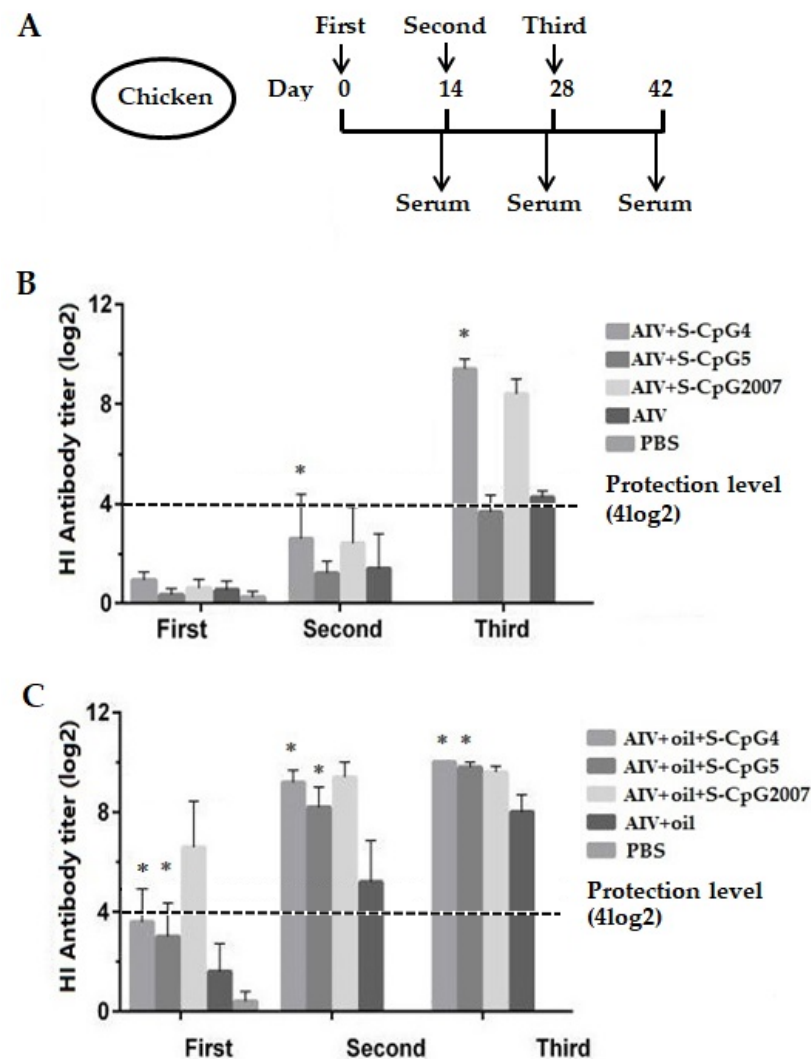 A
First Second Third
Chicken
Day 0 14 28 42
Serum Serum Serum
B
HI Antibody titer (log2)
12
8
4
0
*
*
First Second Third
AIV+S-CpG4
AIV+S-CpG5
AIV+S-CpG2007
AIV
PBS
Protection level
(4log2)
C
HI Antibody titer (log2)
12
8
4
0
* *
* *
* *
First Second Third
AIV+oil+S-CpG4
AIV+oil+S-CpG5
AIV+oil+S-CpG2007
AIV+oil
PBS
Protection level
(4log2)